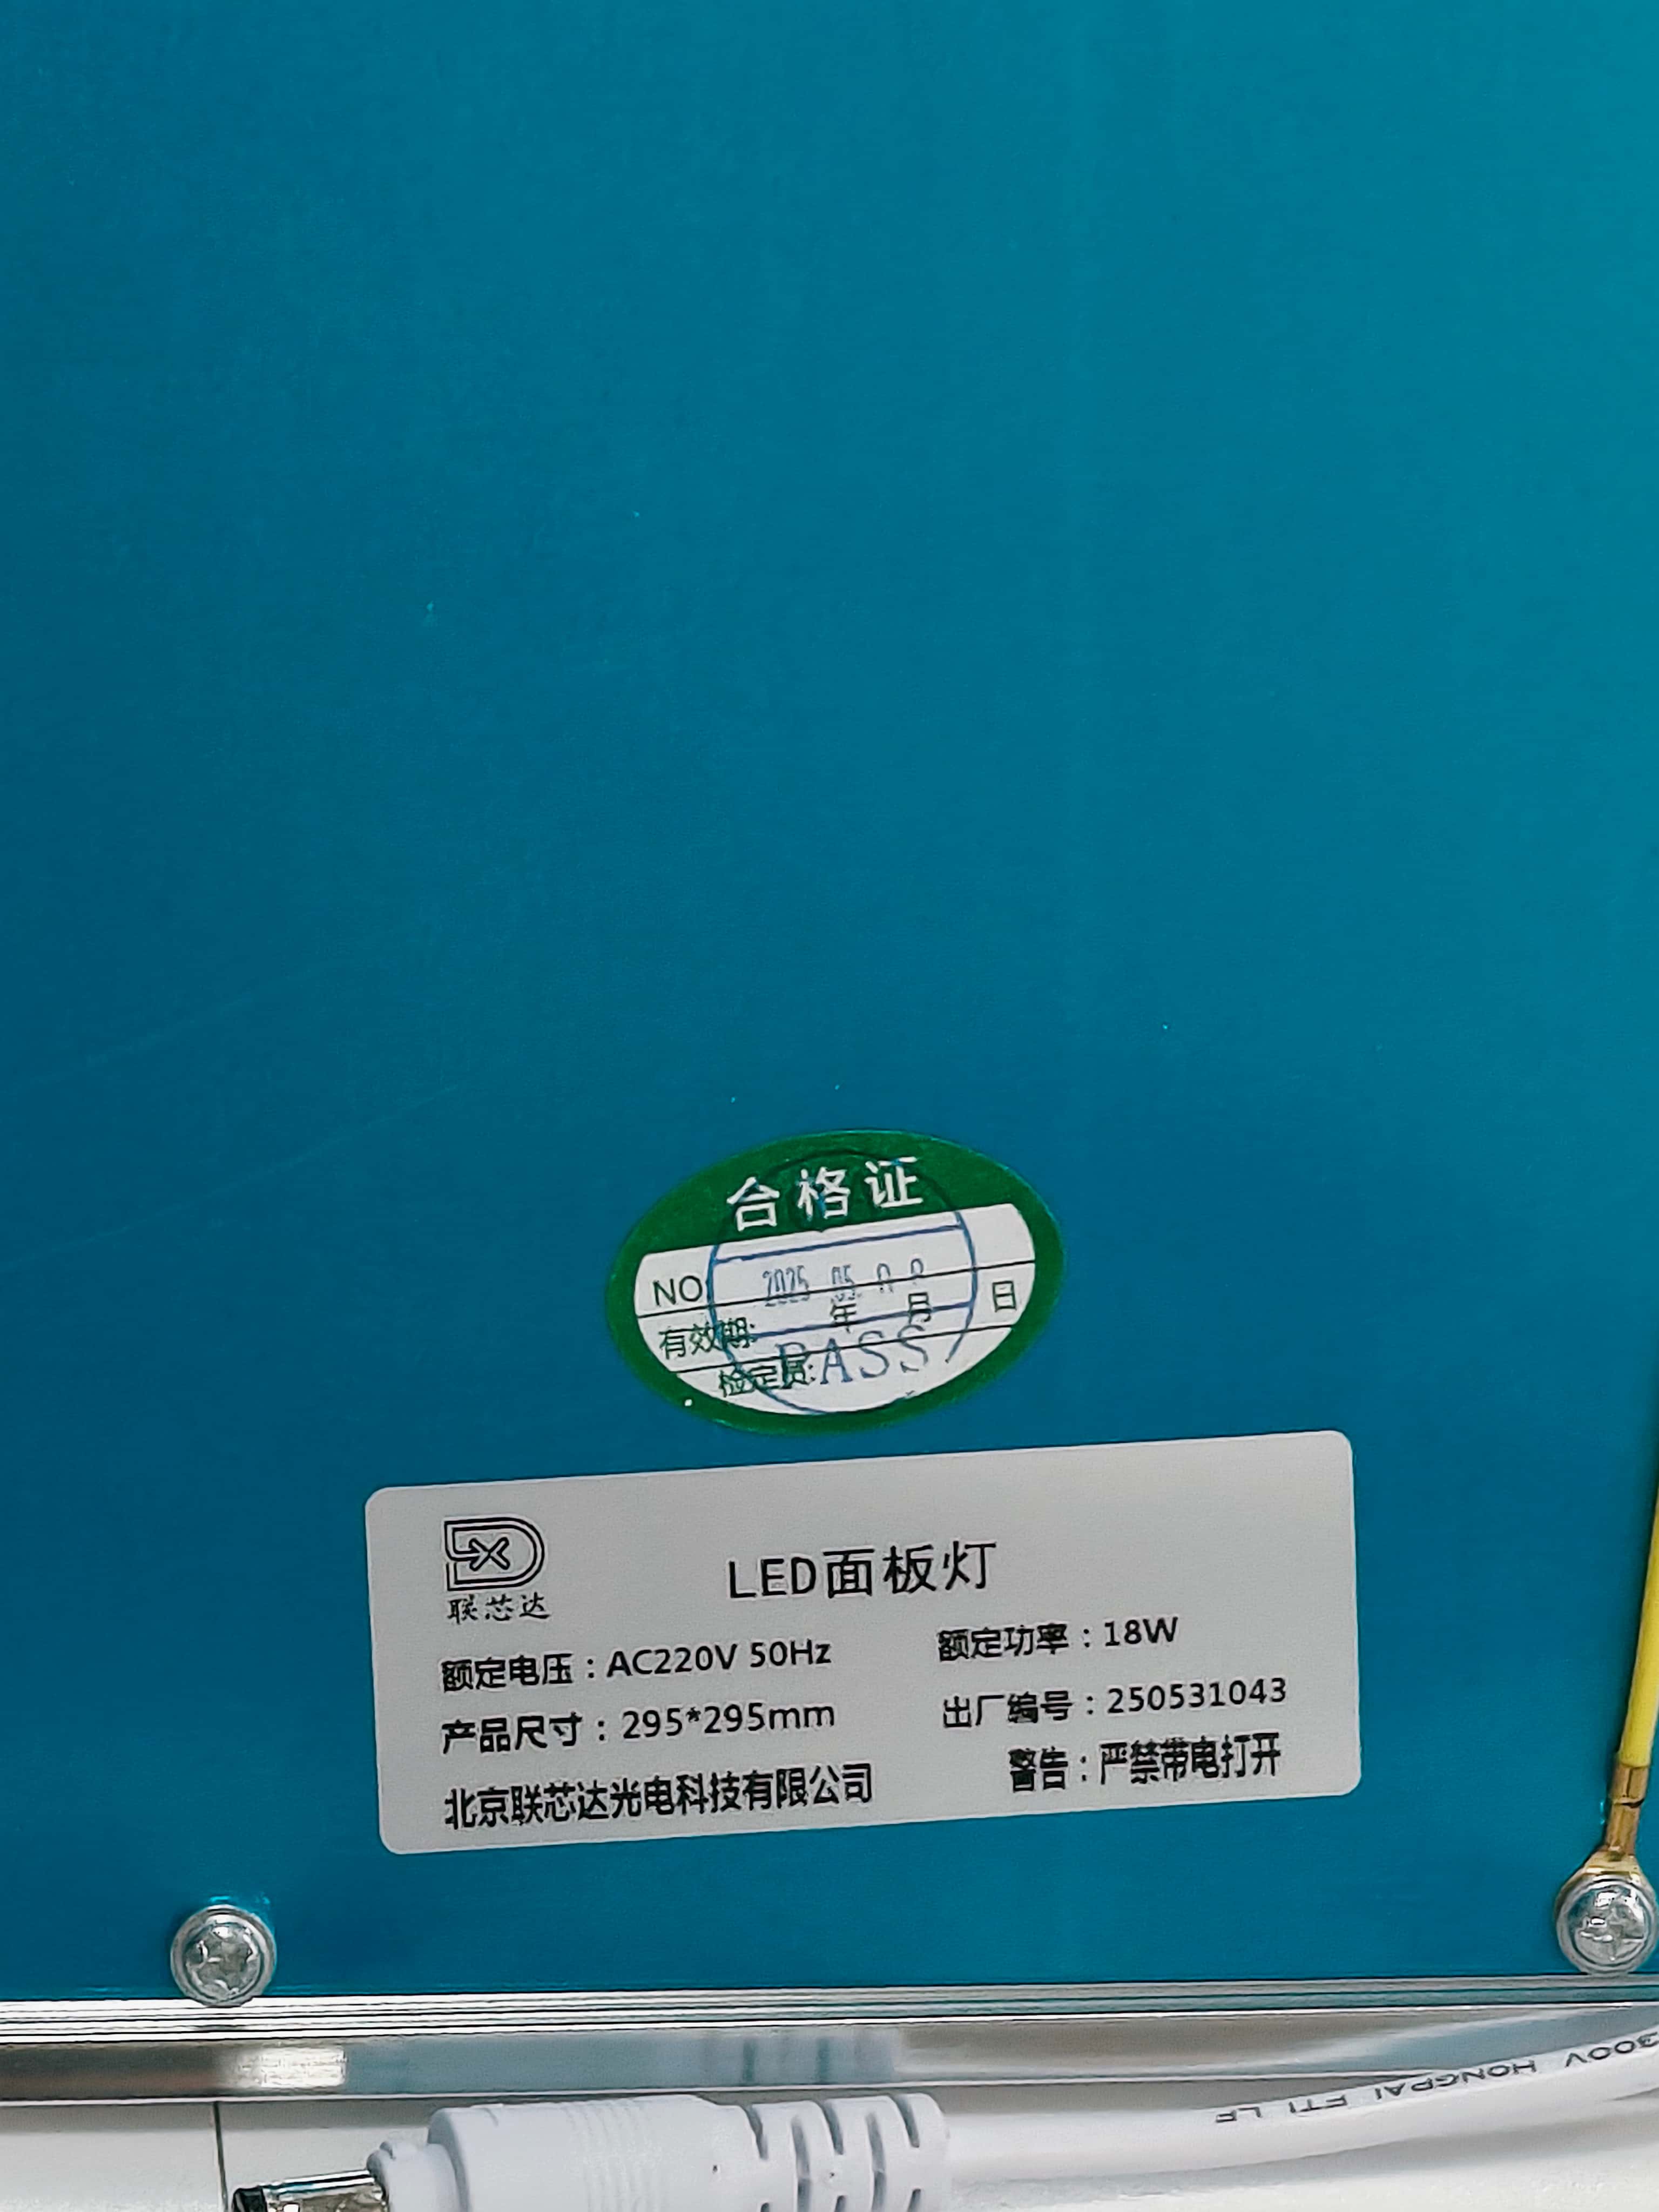 合格证
NO
2025 05
有效期: 年 月 日
检定员:
PASS
联芯达
LED面板灯
额定电压：AC220V 50Hz
额定功率：18W
产品尺寸：295*295mm
出厂编号：250531043
北京联芯达光电科技有限公司
警告：严禁带电打开
300V HONGPAI FTI LF